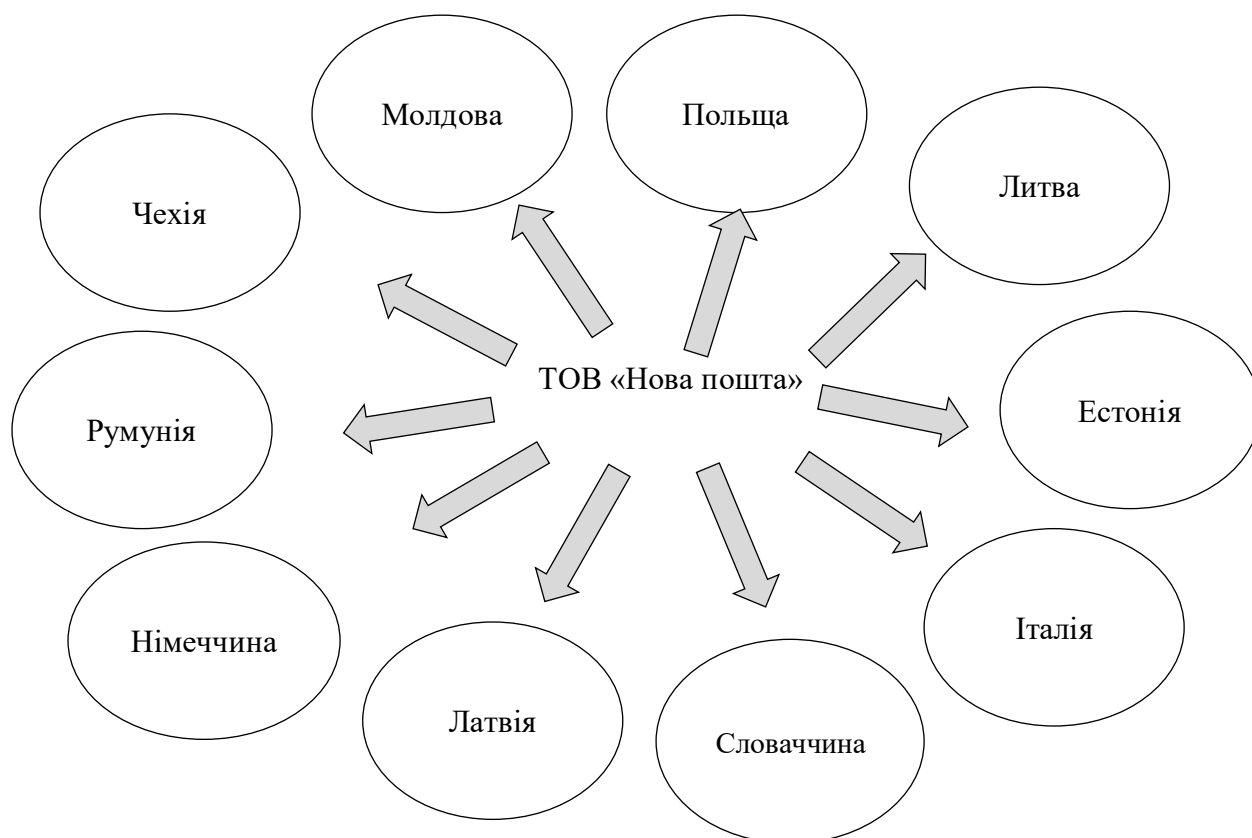 Молдова
Польща
Литва
Чехія
ТОВ «Нова пошта»
Естонія
Румунія
Італія
Німеччина
Латвія
Словаччина